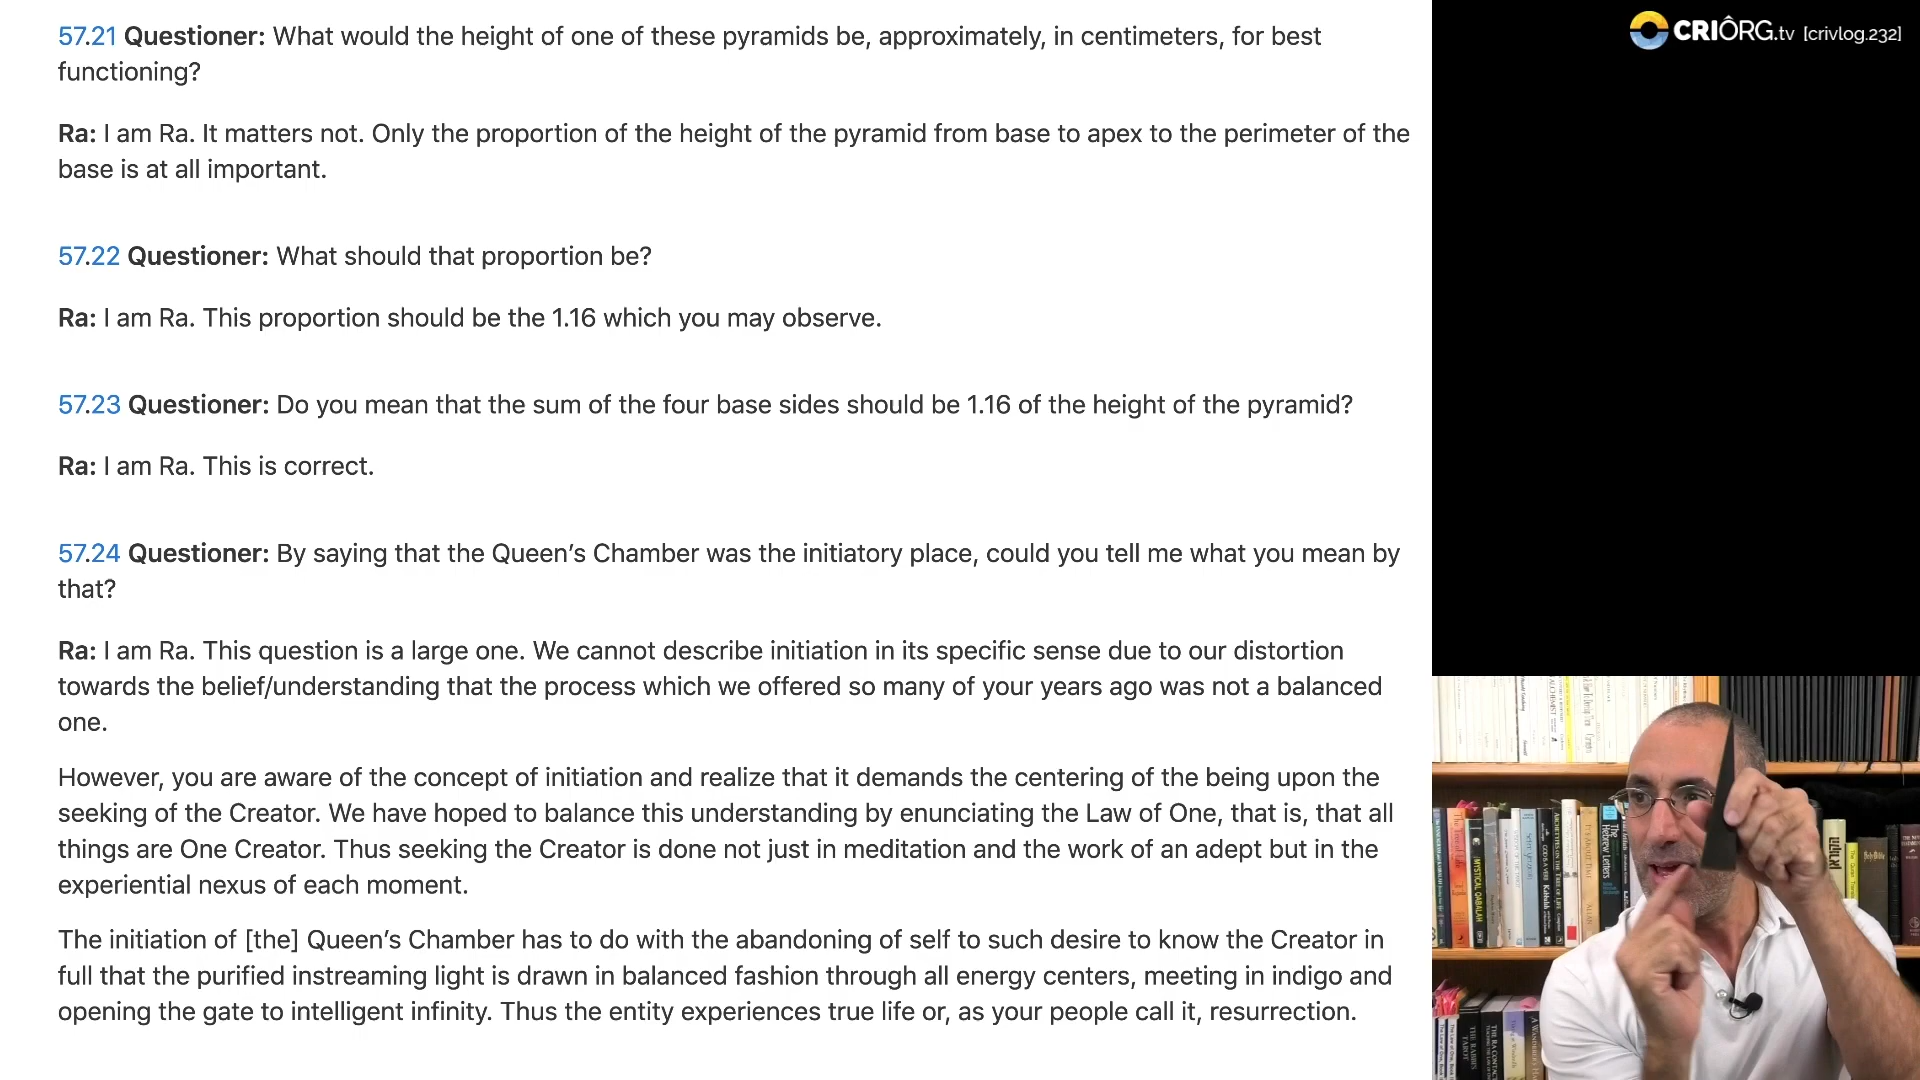 57.21 Questioner: What would the height of one of these pyramids be, approximately, in centimeters, for best
functioning?
Ra: I am Ra. It matters not. Only the proportion of the height of the pyramid from base to apex to the perimeter of the
base is at all important.
57.22 Questioner: What should that proportion be?
Ra: I am Ra. This proportion should be the 1.16 which you may observe.
57.23 Questioner: Do you mean that the sum of the four base sides should be 1.16 of the height of the pyramid?
Ra: I am Ra. This is correct.
57.24 Questioner: By saying that the Queen’s Chamber was the initiatory place, could you tell me what you mean by
that?
Ra: I am Ra. This question is a large one. We cannot describe initiation in its specific sense due to our distortion
towards the belief/understanding that the process which we offered so many of your years ago was not a balanced
one.
However, you are aware of the concept of initiation and realize that it demands the centering of the being upon the
seeking of the Creator. We have hoped to balance this understanding by enunciating the Law of One, that is, that all
things are One Creator. Thus seeking the Creator is done not just in meditation and the work of an adept but in the
experiential nexus of each moment.
The initiation of [the] Queen’s Chamber has to do with the abandoning of self to such desire to know the Creator in
full that the purified instreaming light is drawn in balanced fashion through all energy centers, meeting in indigo and
opening the gate to intelligent infinity. Thus the entity experiences true life or, as your people call it, resurrection.
CRIÔRG.tv [crivlog.232]
MYSTICAL QABALAH
The Hebrew Letters
Holy Bible